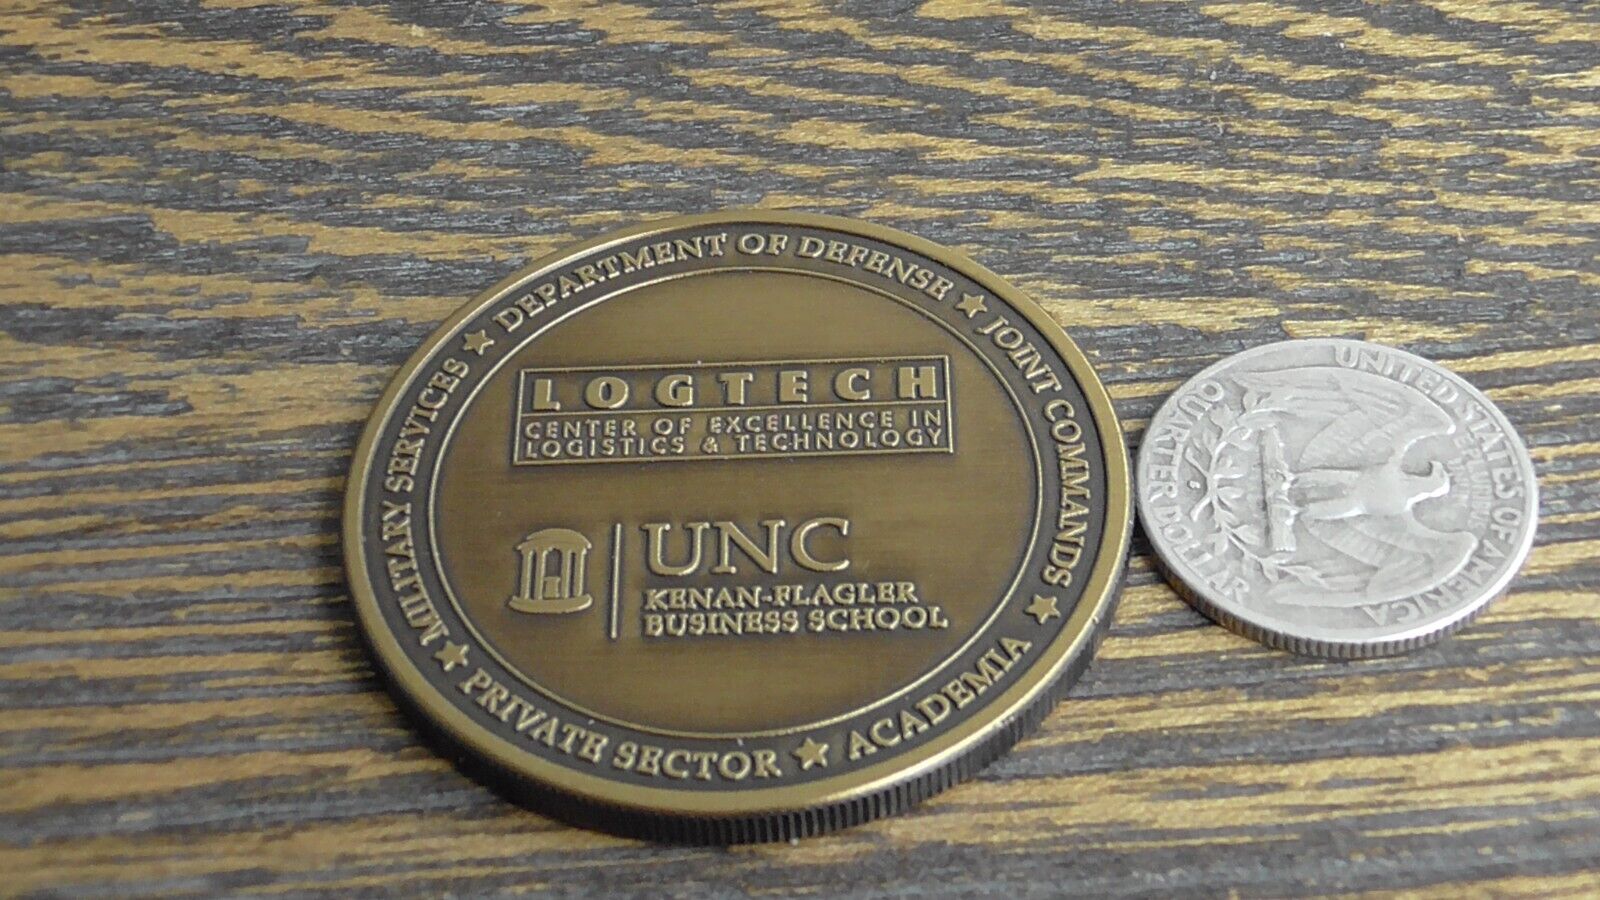 DEPARTMENT OF DEFENSE ★ JOINT COMMANDS ★ ACADEMIA ★ PRIVATE SECTOR ★ MILITARY SERVICES ★
LOGTECH
CENTER OF EXCELLENCE IN
LOGISTICS & TECHNOLOGY
UNC
KENAN-FLAGLER
BUSINESS SCHOOL
UNITED STATES OF AMERICA
QUARTER DOLLAR